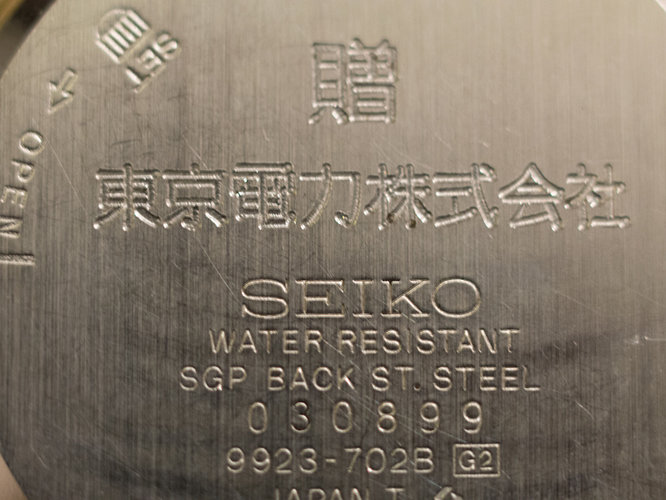 SET
OPEN
贈
東京電力株式会社
SEIKO
WATER RESISTANT
SGP BACK ST. STEEL
030899
9923-702B G2
JAPAN T